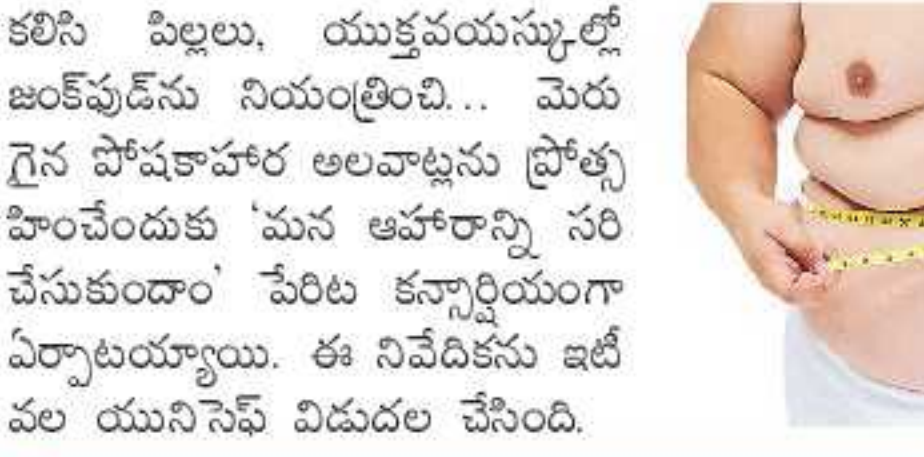 కలిసి పిల్లలు, యుక్తవయస్కుల్లో
జంక్‌ఫుడ్‌ను నియంత్రించి... మెరు
గైన పోషకాహార అలవాట్లను ప్రోత్స
హించేందుకు 'మన ఆహారాన్ని సరి
చేసుకుందాం' పేరిట కన్సార్షియంగా
ఏర్పాటయ్యాయి. ఈ నివేదికను ఇటీ
వల యునిసెఫ్ విడుదల చేసింది.